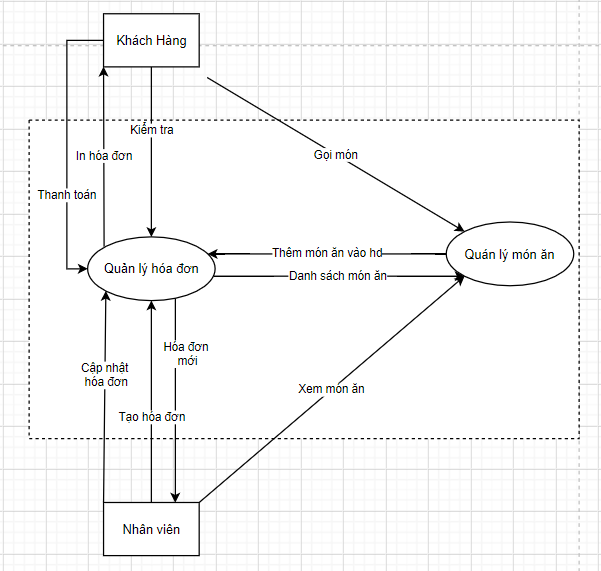 Khách Hàng
Kiểm tra
In hóa đơn
Gọi món
Thanh toán
Thêm món ăn vào hd
Quán lý món ăn
Quản lý hóa đơn
Danh sách món ăn
Hóa đơn
mới
Cập nhật
hóa đơn
Xem món ăn
Tạo hóa đơn
Nhân viên